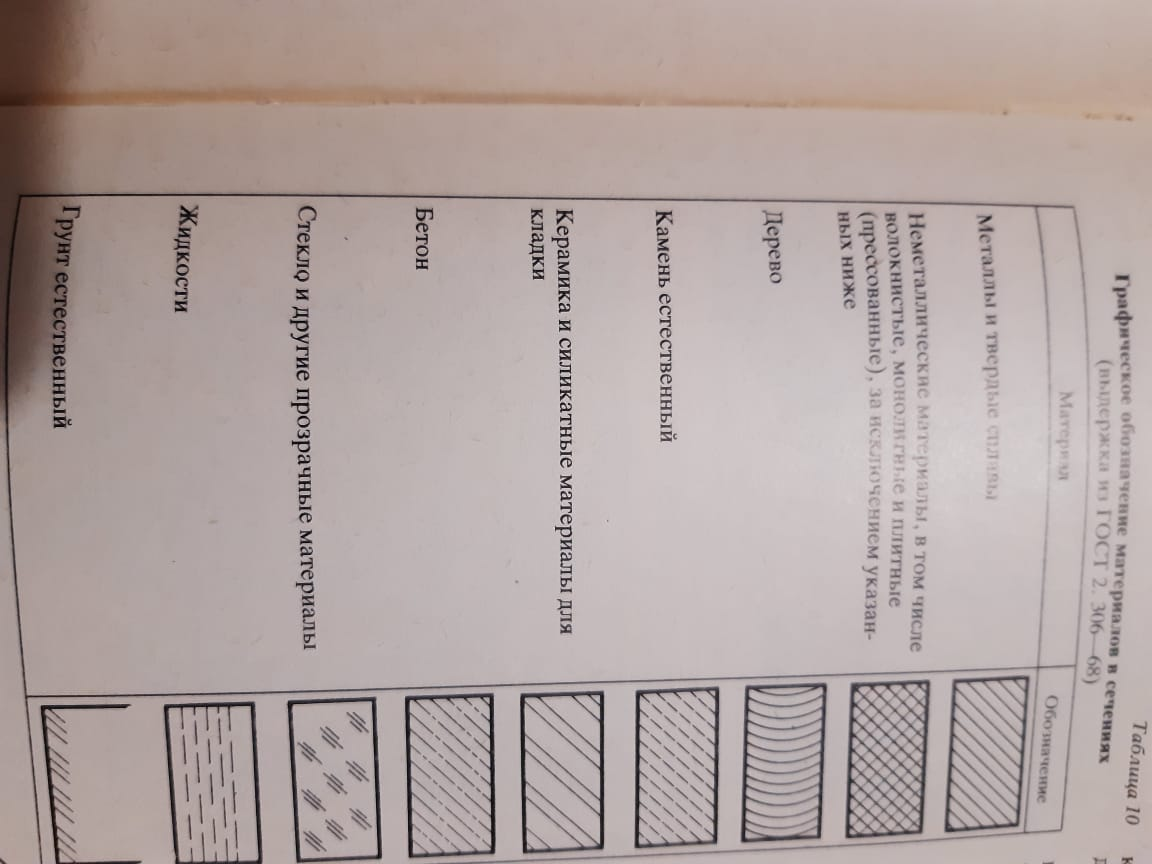 Таблица 10
Графическое обозначение материалов в сечениях
(выдержка из ГОСТ 2. 306—68)
Материал
Обозначение
Металлы и твердые сплавы
Неметаллические материалы, в том числе
волокнистые, монолитные и плитные
(прессованные), за исключением указан-
ных ниже
Дерево
Камень естественный
Керамика и силикатные материалы для
кладки
Бетон
Стекло и другие прозрачные материалы
Жидкости
Грунт естественный